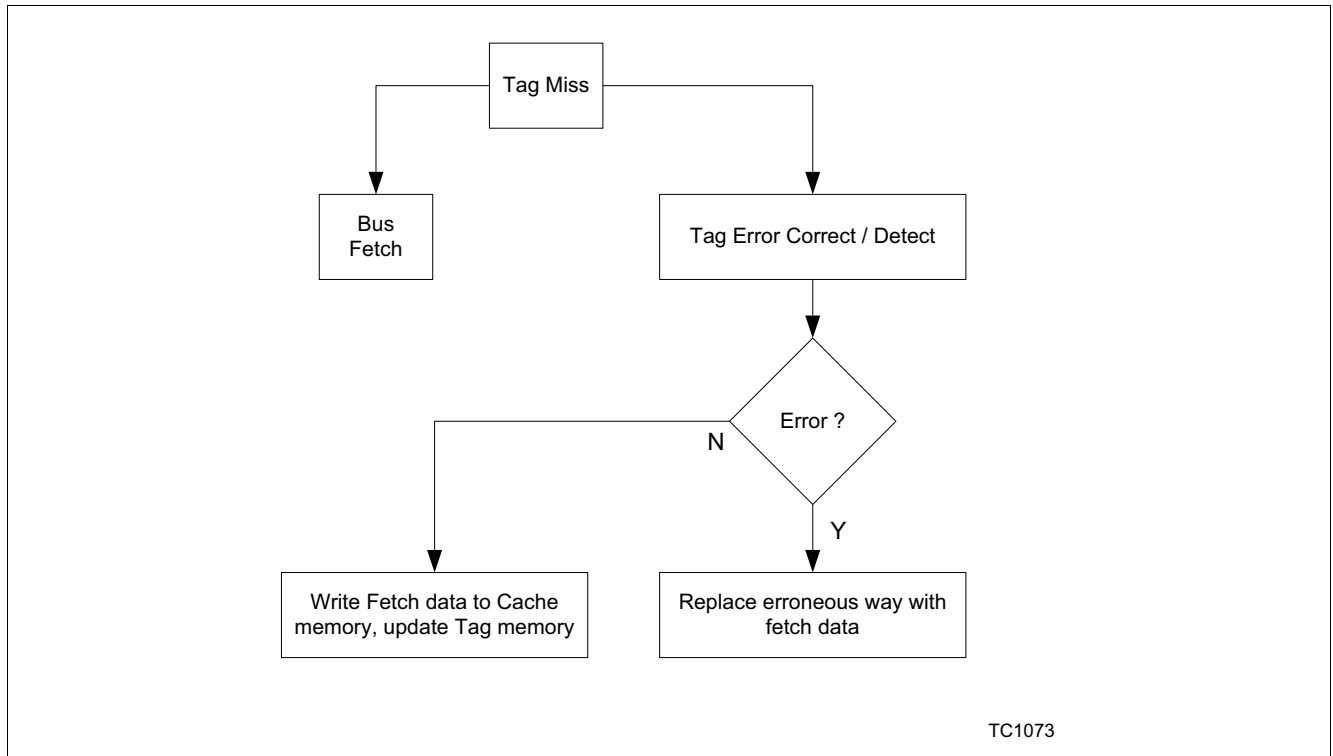 Tag Miss
Bus
Fetch
Tag Error Correct / Detect
Error ?
N
Y
Write Fetch data to Cache
memory, update Tag memory
Replace erroneous way with
fetch data
TC1073